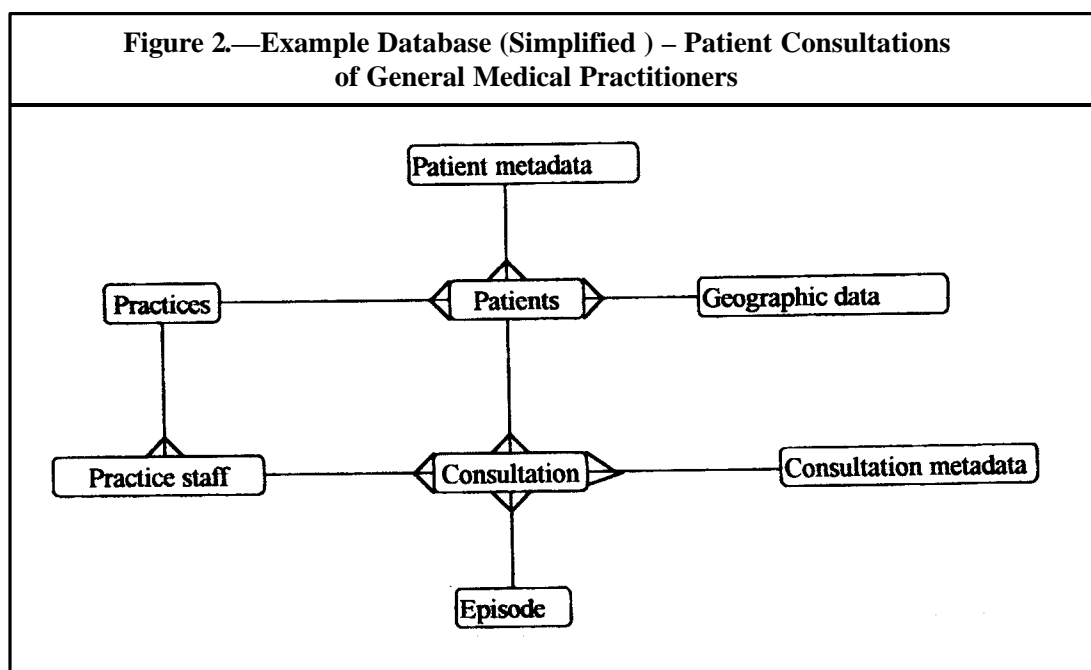 Figure 2.—Example Database (Simplified ) – Patient Consultations
of General Medical Practitioners
Patient metadata
Practices
Patients
Geographic data
Practice staff
Consultation
Consultation metadata
Episode